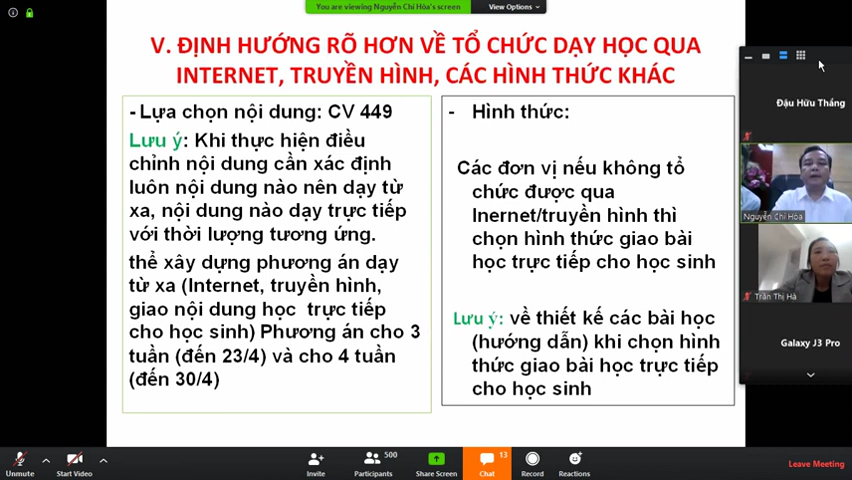 You are viewing Nguyễn Chí Hòa's screen
View Options
V. ĐỊNH HƯỚNG RÕ HƠN VỀ TỔ CHỨC DẠY HỌC QUA
INTERNET, TRUYỀN HÌNH, CÁC HÌNH THỨC KHÁC
- Lựa chọn nội dung: CV 449
Lưu ý: Khi thực hiện điều
chỉnh nội dung cần xác định
luôn nội dung nào nên dạy từ
xa, nội dung nào dạy trực tiếp
với thời lượng tương ứng.
thể xây dựng phương án dạy
từ xa (Internet, truyền hình,
giao nội dung học trực tiếp
cho học sinh) Phương án cho 3
tuần (đến 23/4) và cho 4 tuần
(đến 30/4)
- Hình thức:
Các đơn vị nếu không tổ
chức được qua
Inernet/truyền hình thì
chọn hình thức giao bài
học trực tiếp cho học sinh
Lưu ý: về thiết kế các bài học
(hướng dẫn) khi chọn hình
thức giao bài học trực tiếp
cho học sinh
Đậu Hữu Thắng
Nguyễn Chí Hòa
Trần Thị Hà
Galaxy J3 Pro
Unmute
Start Video
Invite
500
Participants
Share Screen
13
Chat
Record
Reactions
Leave Meeting